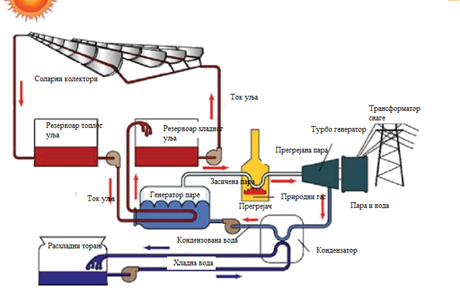 Соларни колектори
Ток уља
Резервоар топлог
уља
Резервоар хладног
уља
Трансформатор
снаге
Турбо генератор
Прегрејана пара
Засићена пара
Природни гас
Генератор паре
Ток уља
Прегрејач
Пара и вода
Кондензована вода
Расхладни торањ
Кондензатор
Хладна вода